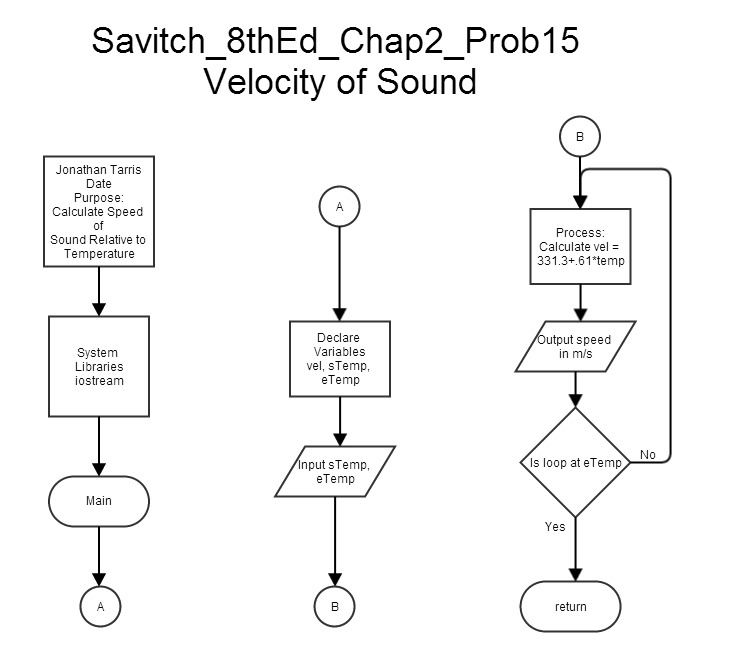 Savitch_8thEd_Chap2_Prob15
Velocity of Sound
Jonathan Tarris
Date
Purpose:
Calculate Speed
of
Sound Relative to
Temperature
System
Libraries
iostream
Main
A
A
Declare
Variables
vel, sTemp,
eTemp
Input sTemp,
eTemp
B
B
Process:
Calculate vel =
331.3+.61*temp
Output speed
in m/s
Is loop at eTemp
No
Yes
return